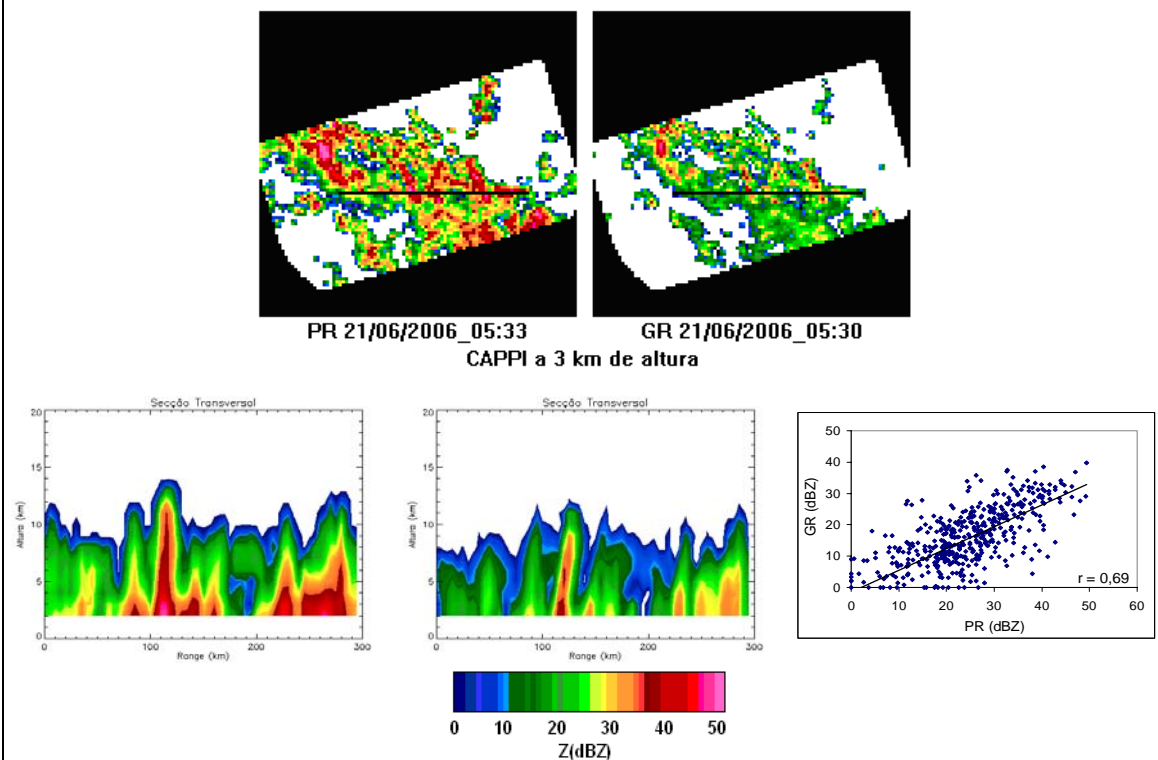 PR 21/06/2006_05:33
GR 21/06/2006_05:30
CAPPI a 3 km de altura
Secção Transversal
20
15
10
5
0
Altura (km)
0
100
200
300
Range (km)
Secção Transversal
20
15
10
5
0
Altura (km)
0
100
200
300
Range (km)
50
40
30
20
10
0
GR (dBZ)
r = 0,69
0 10 20 30 40 50 60
PR (dBZ)
0 10 20 30 40 50
Z(dBZ)